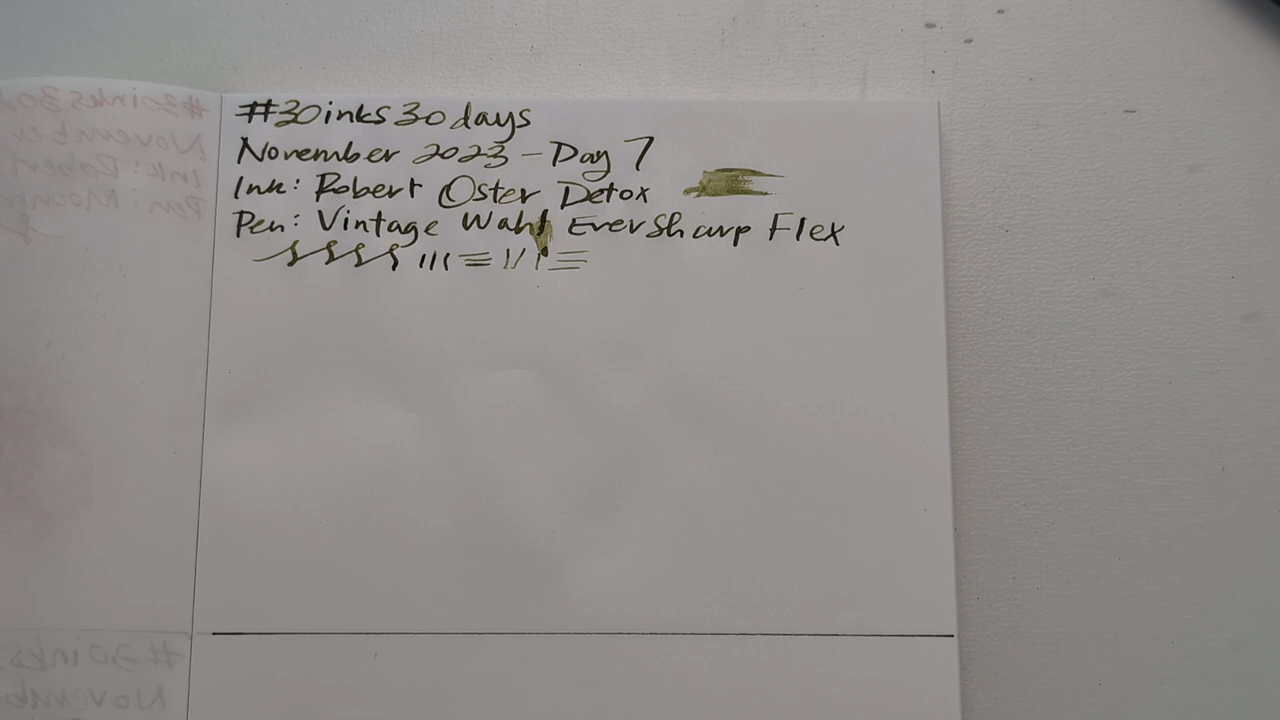 #30inks30days
November 2023 - Day 7
Ink: Robert Oster Detox
Pen: Vintage Wahl EverSharp Flex